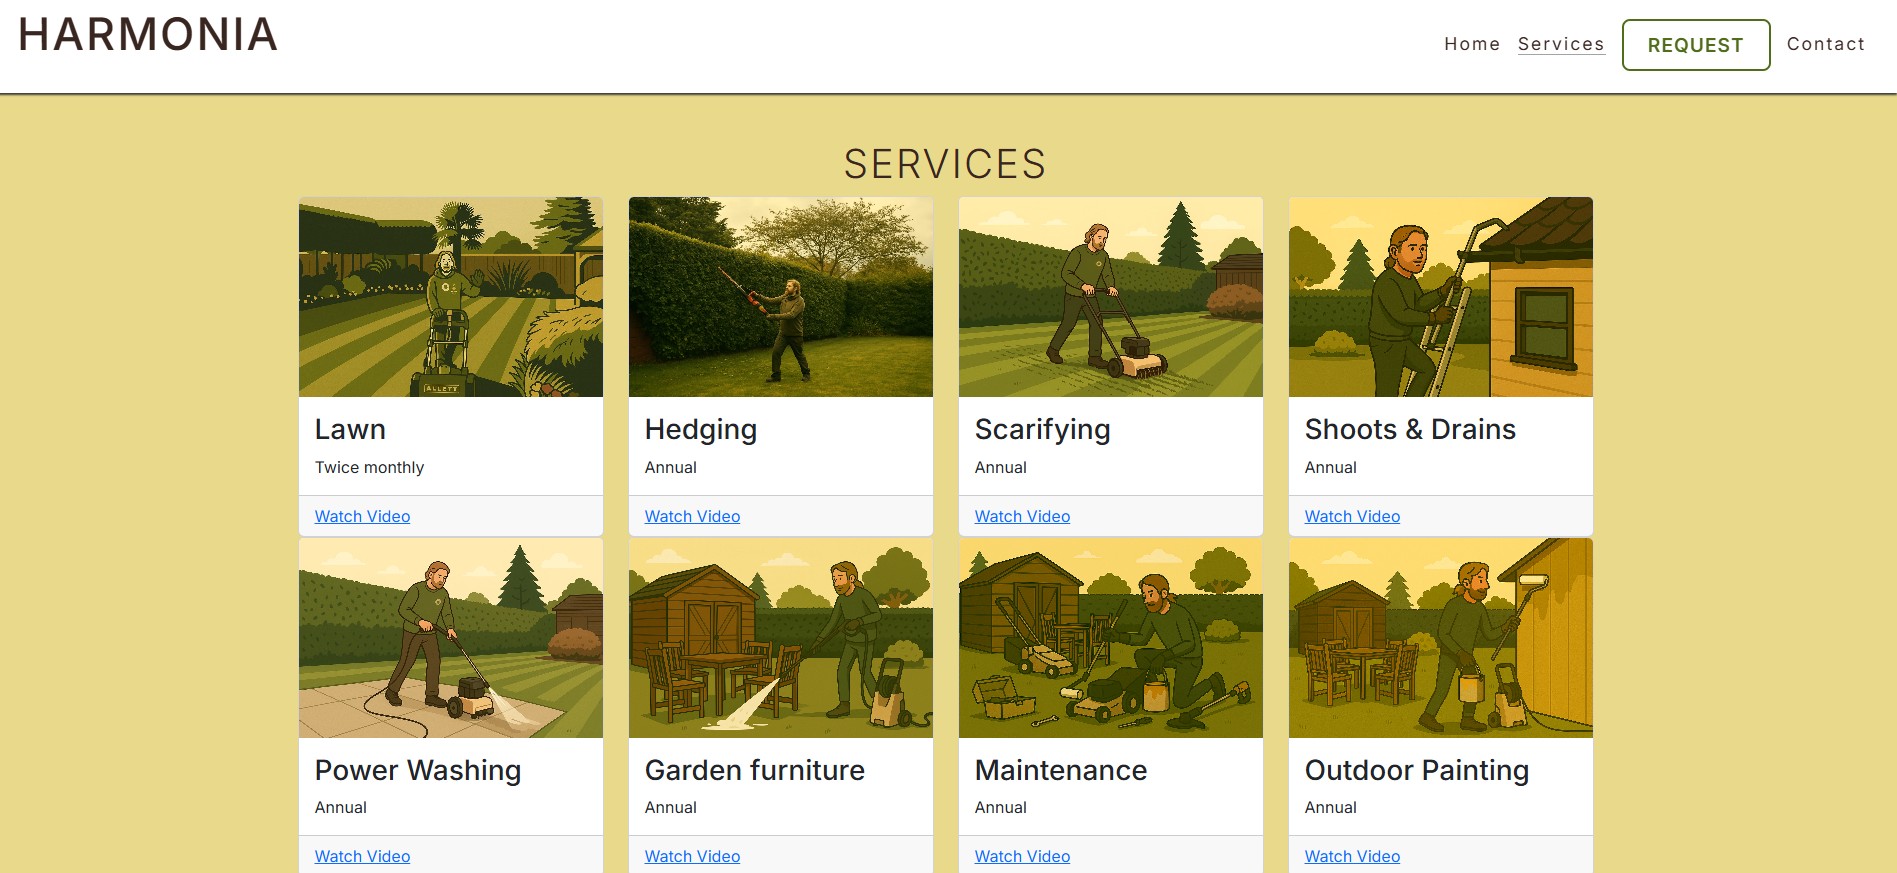 HARMONIA
Home Services REQUEST Contact
SERVICES
ALLETT
Lawn
Twice monthly
Watch Video
Hedging
Annual
Watch Video
Scarifying
Annual
Watch Video
Shoots & Drains
Annual
Watch Video
Power Washing
Annual
Watch Video
Garden furniture
Annual
Watch Video
Maintenance
Annual
Watch Video
Outdoor Painting
Annual
Watch Video